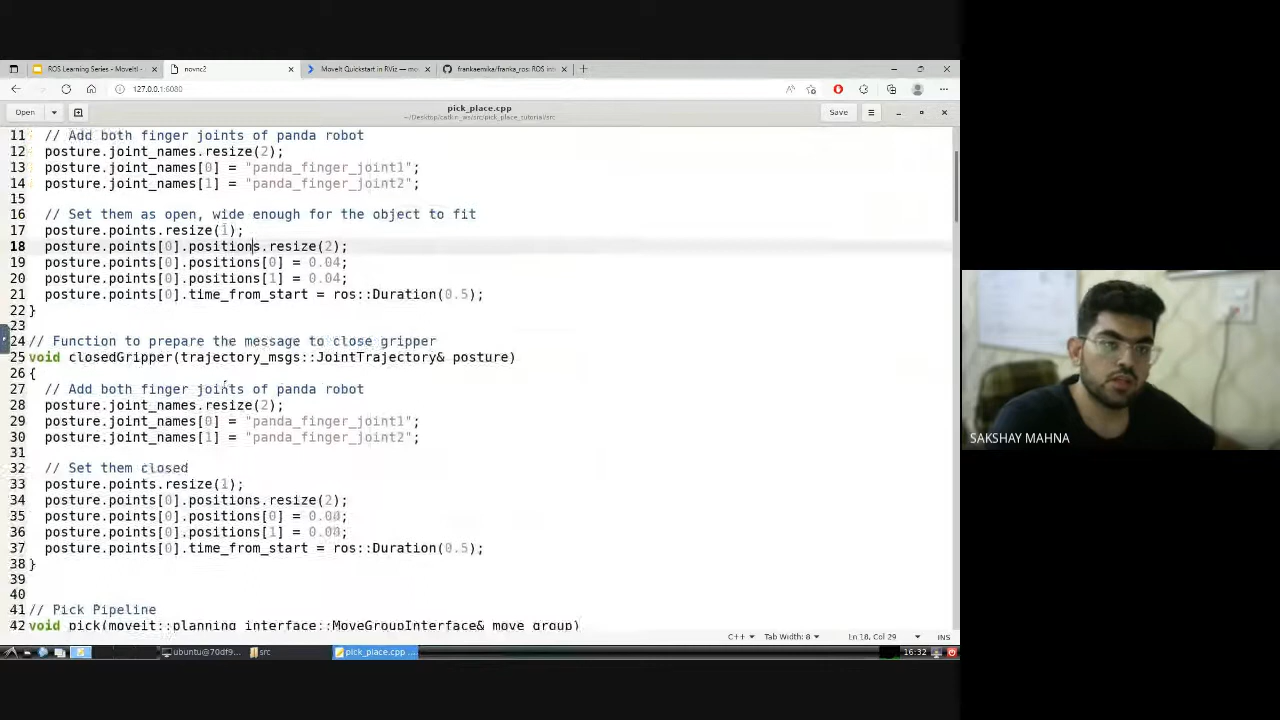 ROS Learning Series - MoveIt! -
novnc2
MoveIt Quickstart in RViz — mo
frankaemika/franka_ros: ROS in
127.0.0.1:6080
Open
pick_place.cpp
~/Desktop/catkin_ws/src/pick_place_tutorial/src
Save
11 // Add both finger joints of panda robot
12 posture.joint_names.resize(2);
13 posture.joint_names[0] = "panda_finger_joint1";
14 posture.joint_names[1] = "panda_finger_joint2";
15
16 // Set them as open, wide enough for the object to fit
17 posture.points.resize(1);
18 posture.points[0].positions.resize(2);
19 posture.points[0].positions[0] = 0.04;
20 posture.points[0].positions[1] = 0.04;
21 posture.points[0].time_from_start = ros::Duration(0.5);
22 }
23
24 // Function to prepare the message to close gripper
25 void closedGripper(trajectory_msgs::JointTrajectory& posture)
26 {
27 // Add both finger joints of panda robot
28 posture.joint_names.resize(2);
29 posture.joint_names[0] = "panda_finger_joint1";
30 posture.joint_names[1] = "panda_finger_joint2";
31
32 // Set them closed
33 posture.points.resize(1);
34 posture.points[0].positions.resize(2);
35 posture.points[0].positions[0] =
36 posture.points[0].positions[1] =
37 posture.points[0].time_from_start = ros::Duration(0.5);
38 }
39
40
41 // Pick Pipeline
42 void pick(moveit::planning_interface::MoveGroupInterface& move_group)
C++ Tab Width: 8 Ln 18, Col 29 INS
ubuntu@70df9... src pick_place.cpp .... 16:32
SAKSHAY MAHNA